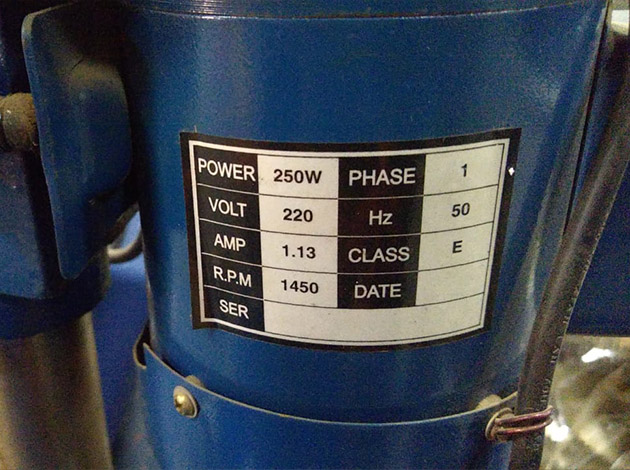 POWER 250W PHASE 1
VOLT 220 Hz 50
AMP 1.13 CLASS E
R.P.M 1450 DATE
SER